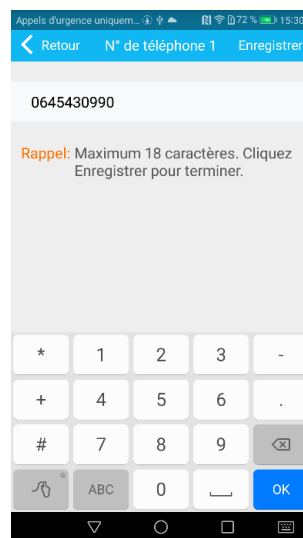 Appels d'urgence uniquem... 72 % 15:30
Retour N° de téléphone 1 Enregistrer
0645430990
Rappel: Maximum 18 caractères. Cliquez
Enregistrer pour terminer.
* 1 2 3 -
+ 4 5 6 .
# 7 8 9
ABC 0 OK